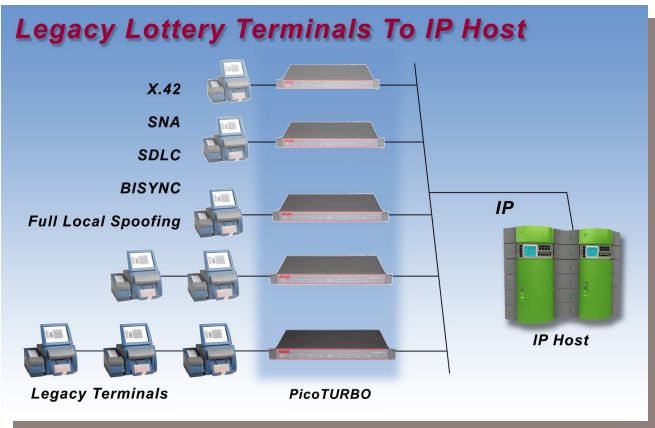 Legacy Lottery Terminals To IP Host
X.42
SNA
SDLC
BISYNC
Full Local Spoofing
IP
IP Host
Legacy Terminals
PicoTURBO